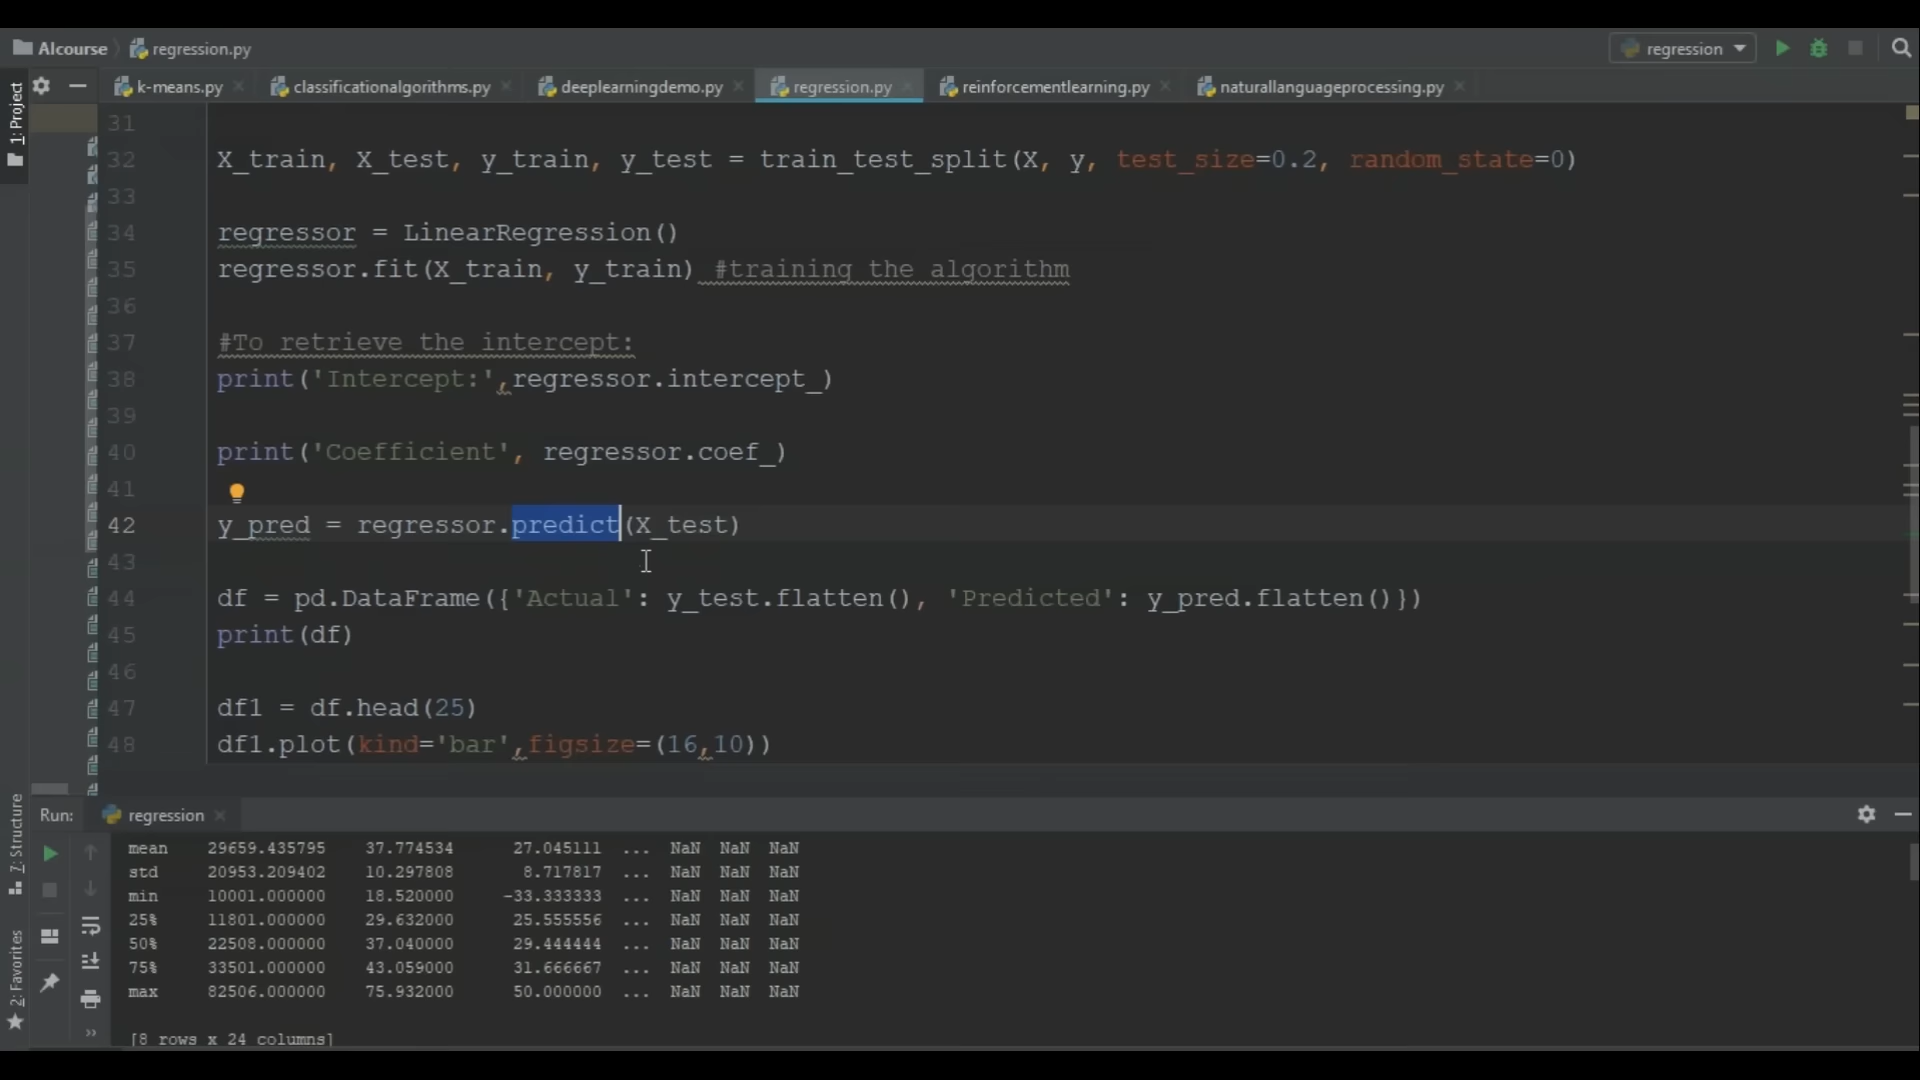 AIcourse regression.py regression
1: Project
k-means.py classificationalgorithms.py deeplearningdemo.py regression.py reinforcementlearning.py naturallanguageprocessing.py
31
32 X_train, X_test, y_train, y_test = train_test_split(X, y, test_size=0.2, random_state=0)
33
34 regressor = LinearRegression()
35 regressor.fit(X_train, y_train) #training the algorithm
36
37 #To retrieve the intercept:
38 print('Intercept:',regressor.intercept_)
39
40 print('Coefficient', regressor.coef_)
41
42 y_pred = regressor.predict(X_test)
43
44 df = pd.DataFrame({'Actual': y_test.flatten(), 'Predicted': y_pred.flatten()})
45 print(df)
46
47 df1 = df.head(25)
48 df1.plot(kind='bar',figsize=(16,10))
7: Structure
2: Favorites
Run: regression
mean 29659.435795 37.774534 27.045111 ... NaN NaN NaN
std 20953.209402 10.297808 8.717817 ... NaN NaN NaN
min 10001.000000 18.520000 -33.333333 ... NaN NaN NaN
25% 11801.000000 29.632000 25.555556 ... NaN NaN NaN
50% 22508.000000 37.040000 29.444444 ... NaN NaN NaN
75% 33501.000000 43.059000 31.666667 ... NaN NaN NaN
max 82506.000000 75.932000 50.000000 ... NaN NaN NaN
[8 rows x 24 columns]